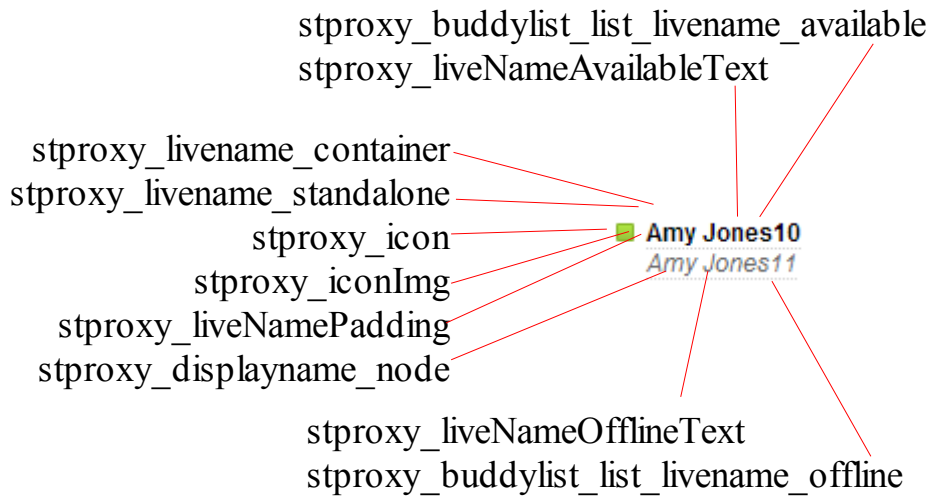 stproxy_buddylist_list_livename_available
stproxy_liveNameAvailableText
stproxy_livename_container
stproxy_livename_standalone
stproxy_icon
stproxy_iconImg
stproxy_liveNamePadding
stproxy_displayname_node
Amy Jones10
Amy Jones11
stproxy_liveNameOfflineText
stproxy_buddylist_list_livename_offline